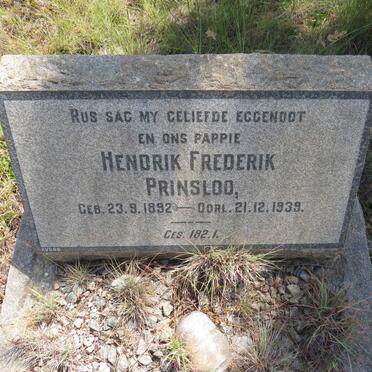 RUS SAG MY GELIEFDE EGGENOOT
EN ONS PAPPIE
HENDRIK FREDERIK
PRINSLOO,
GEB. 23.9.1892 — OORL. 21.12.1939.
GES. 182.1.